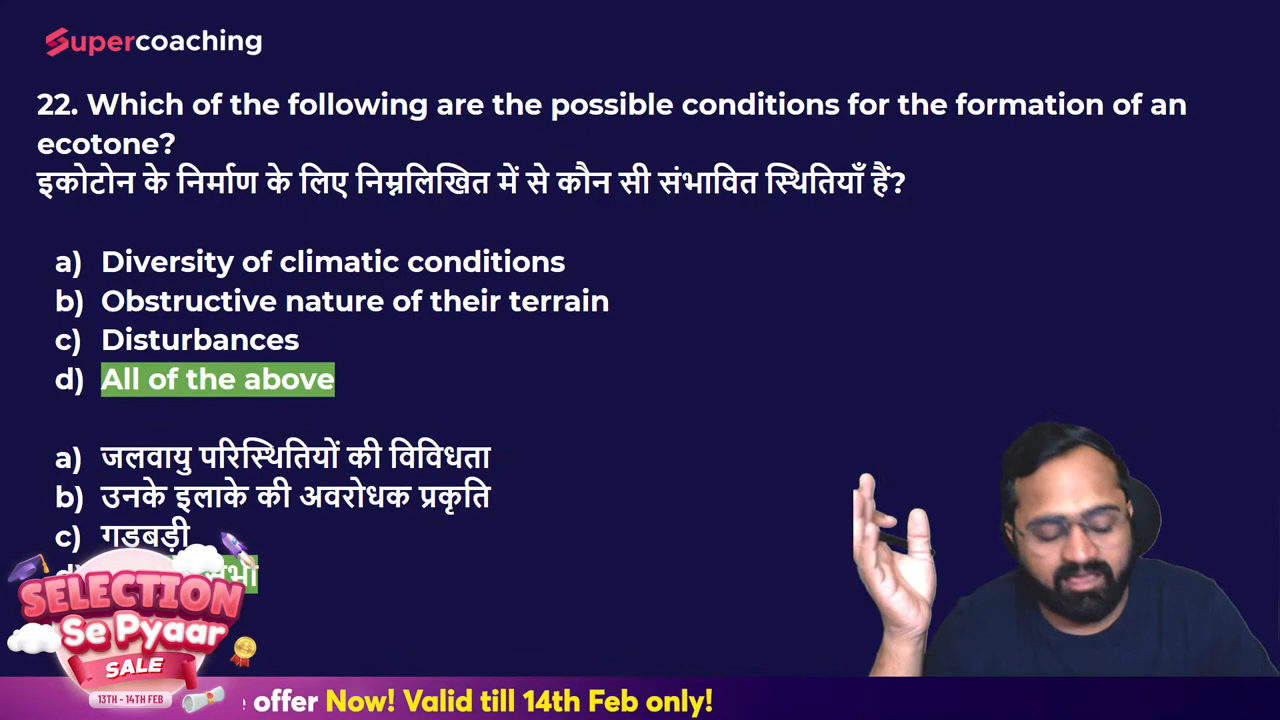 Supercoaching
22. Which of the following are the possible conditions for the formation of an
ecotone?
इकोटोन के निर्माण के लिए निम्नलिखित में से कौन सी संभावित स्थितियाँ हैं?
a) Diversity of climatic conditions
b) Obstructive nature of their terrain
c) Disturbances
d) All of the above
a) जलवायु परिस्थितियों की विविधता
b) उनके इलाके की अवरोधक प्रकृति
c) गडबड़ी
SELECTION
Se Pyaar
SALE
13TH - 14TH FEB
offer Now! Valid till 14th Feb only!